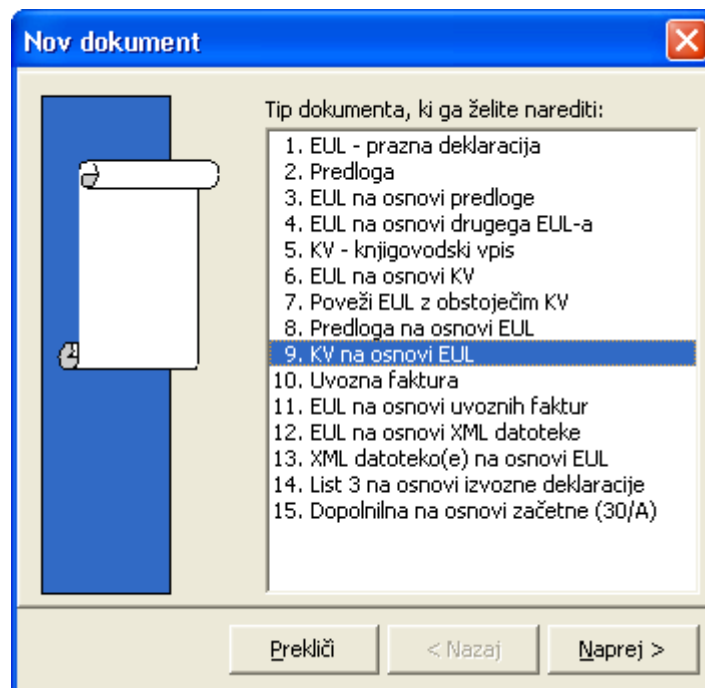 Nov dokument
Tip dokumenta, ki ga želite narediti:
1. EUL - prazna deklaracija
2. Predloga
3. EUL na osnovi predloge
4. EUL na osnovi drugega EUL-a
5. KV - knjigovodski vpis
6. EUL na osnovi KV
7. Poveži EUL z obstoječim KV
8. Predloga na osnovi EUL
9. KV na osnovi EUL
10. Uvozna faktura
11. EUL na osnovi uvoznih faktur
12. EUL na osnovi XML datoteke
13. XML datoteko(e) na osnovi EUL
14. List 3 na osnovi izvozne deklaracije
15. Dopolnilna na osnovi začetne (30/A)
Prekliči < Nazaj Naprej >